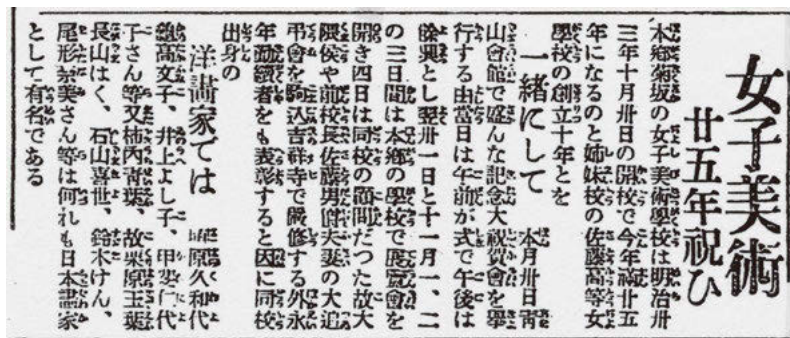 女子美術
廿五年祝ひ
本郷菊坂の女子美術學校は明治卅
三年十月卅日の開校で今年滿廿五
年になるのと姉妹校の佐藤高等女
學校の創立十年とを
一緒にして 本月卅日靑
山會館で盛んな記念大祝賀會を擧
行する由當日は午前が式で午後は
餘興とし翌卅一日と十一月一、二
の三日間は本郷の學校で展覽會を
開き四日は同校の顧問だつた故大
隈侯や前校長佐藤男爵夫妻の大追
弔會を駒込吉祥寺で嚴修する外永
年勤續者をも表彰すると因に同校
出身の
洋畫家では 原久和代
高文子、井上よし子、甲斐仁代
子さん等又柿內靑葉、故栗原玉葉
長山はく、石山喜世、鈴木けん、
尾形奈美さん等は何れも日本畫家
として有名である